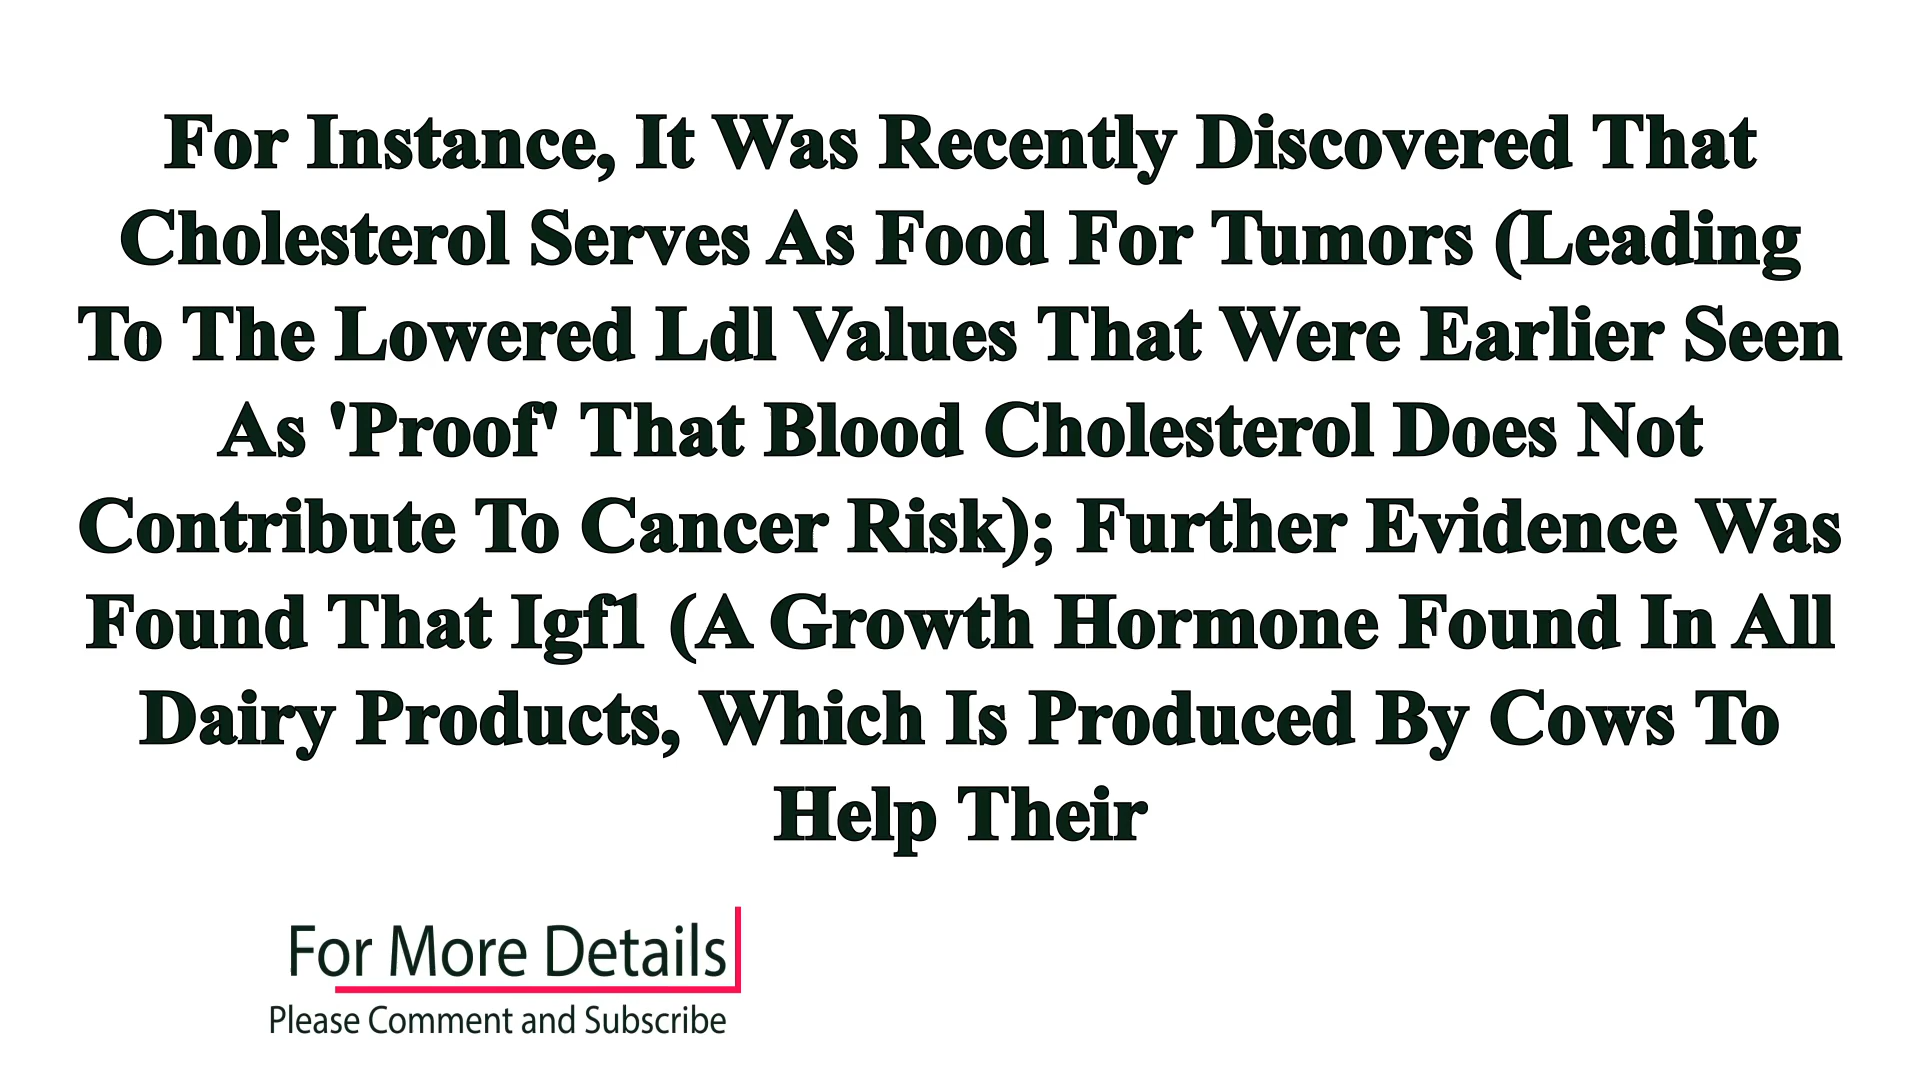 For Instance, It Was Recently Discovered That
Cholesterol Serves As Food For Tumors (Leading
To The Lowered Ldl Values That Were Earlier Seen
As 'Proof' That Blood Cholesterol Does Not
Contribute To Cancer Risk); Further Evidence Was
Found That Igf1 (A Growth Hormone Found In All
Dairy Products, Which Is Produced By Cows To
Help Their
For More Details
Please Comment and Subscribe